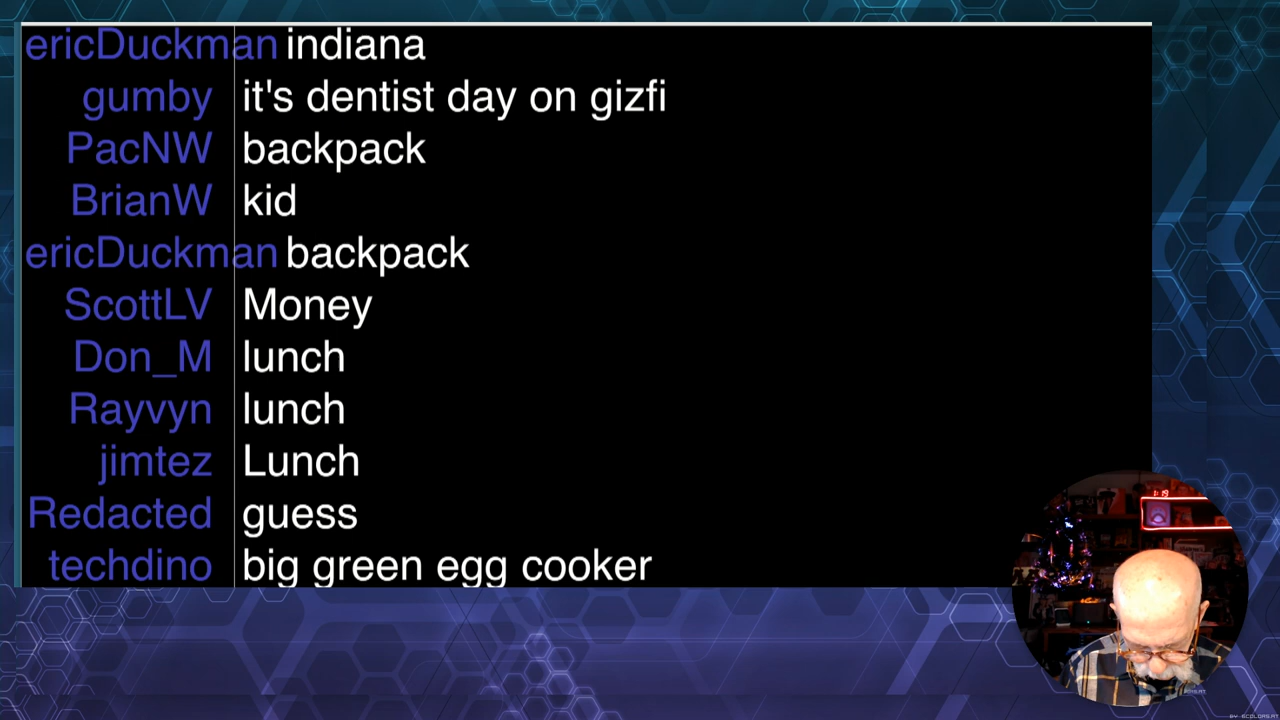 ericDuckman indiana
gumby it's dentist day on gizfi
PacNW backpack
BrianW kid
ericDuckman backpack
ScottLV Money
Don_M lunch
Rayvyn lunch
jimtez Lunch
Redacted guess
techdino big green egg cooker